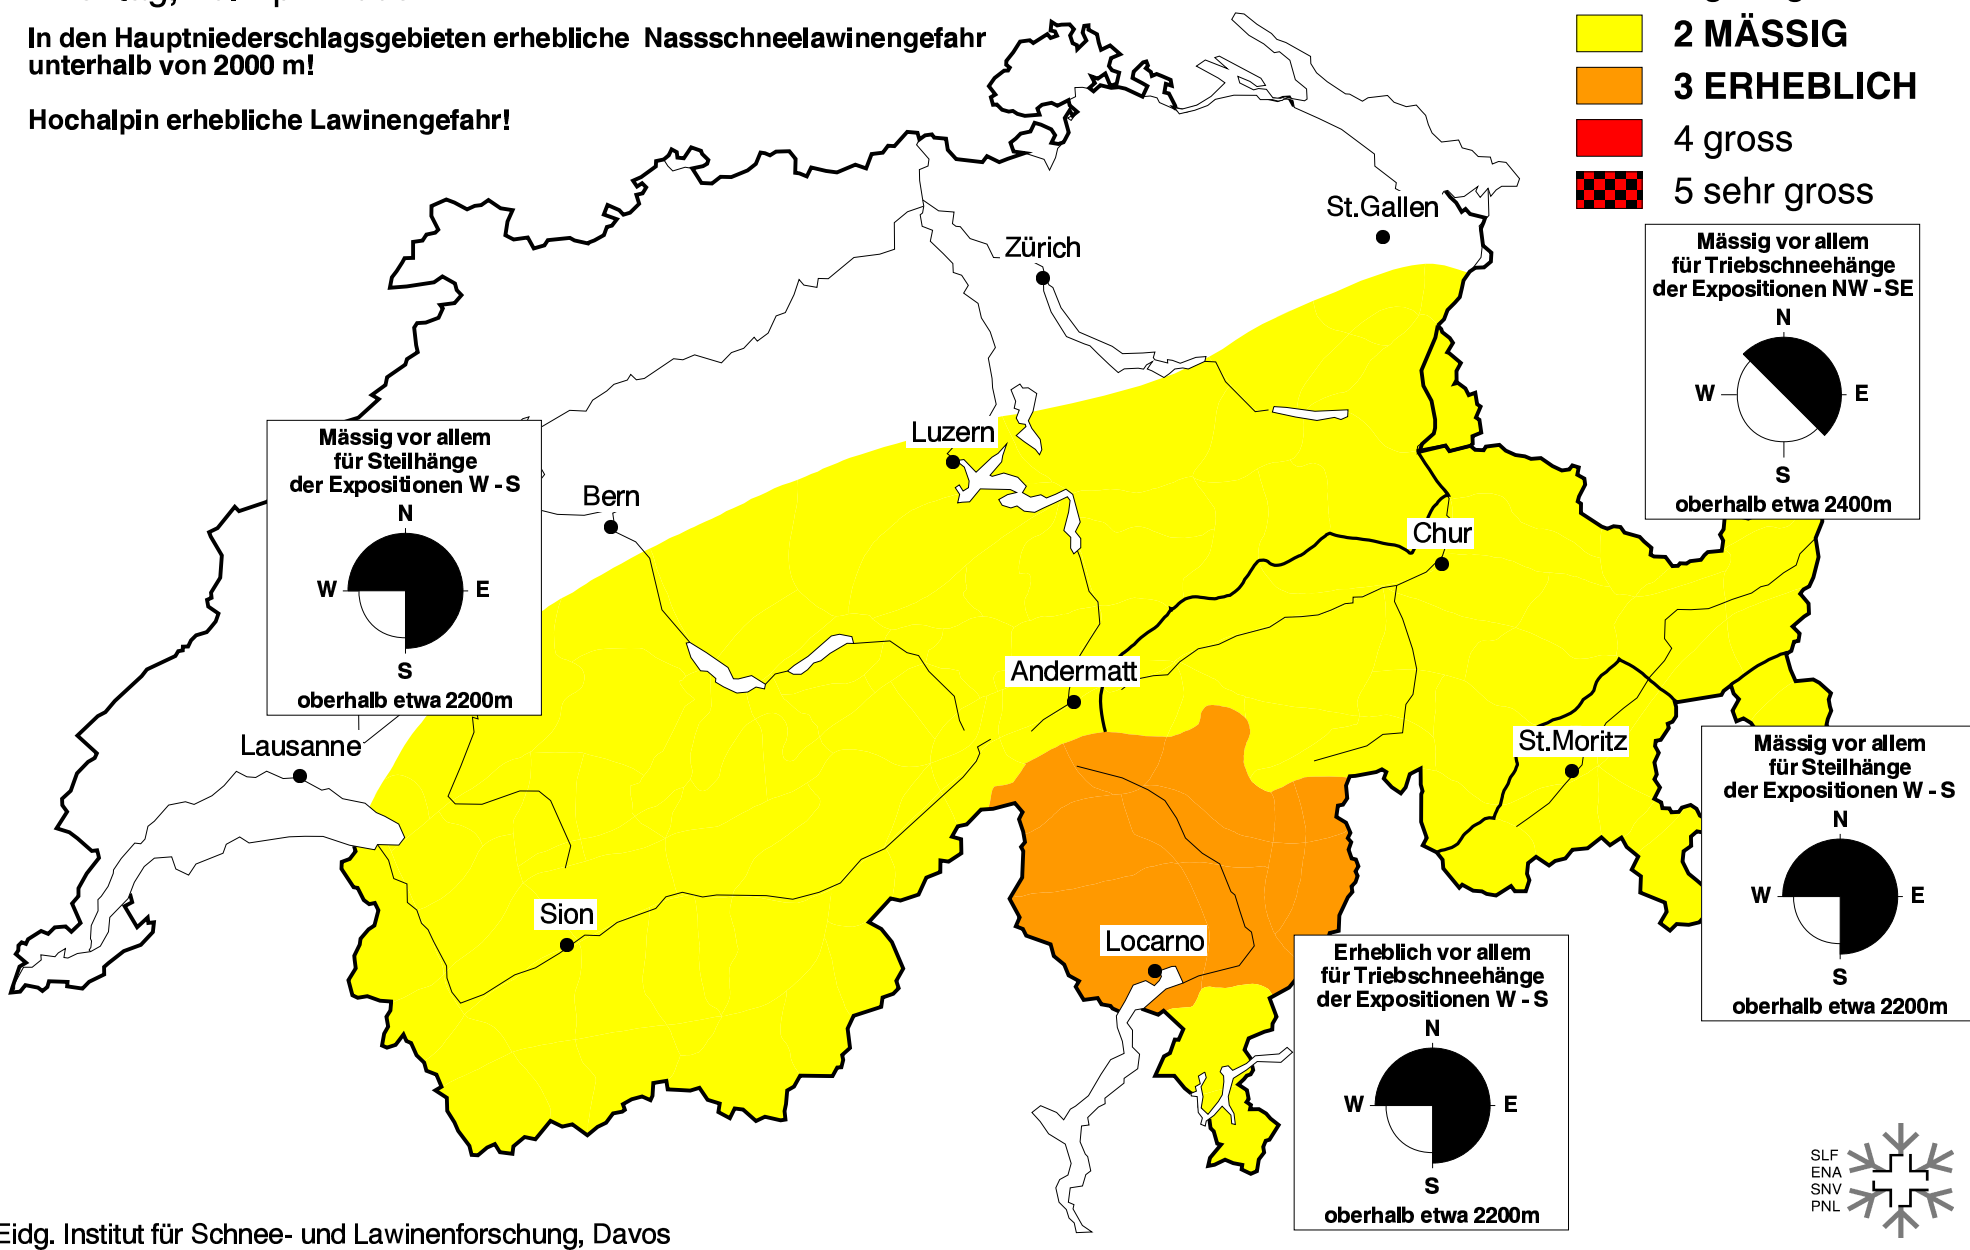 In den Hauptniederschlagsgebieten erhebliche Nassschneelawinengefahr
unterhalb von 2000 m!
Hochalpin erhebliche Lawinengefahr!
2 MÄSSIG
3 ERHEBLICH
4 gross
5 sehr gross
St.Gallen
Zürich
Mässig vor allem
für Triebschneehänge
der Expositionen NW - SE
N
W E
S
oberhalb etwa 2400m
Luzern
Mässig vor allem
für Steilhänge
der Expositionen W - S
N
W E
S
oberhalb etwa 2200m
Bern
Chur
Andermatt
Lausanne
St.Moritz
Mässig vor allem
für Steilhänge
der Expositionen W - S
N
W E
S
oberhalb etwa 2200m
Sion
Locarno
Erheblich vor allem
für Triebschneehänge
der Expositionen W - S
N
W E
S
oberhalb etwa 2200m
SLF
ENA
SNV
PNL
Eidg. Institut für Schnee- und Lawinenforschung, Davos